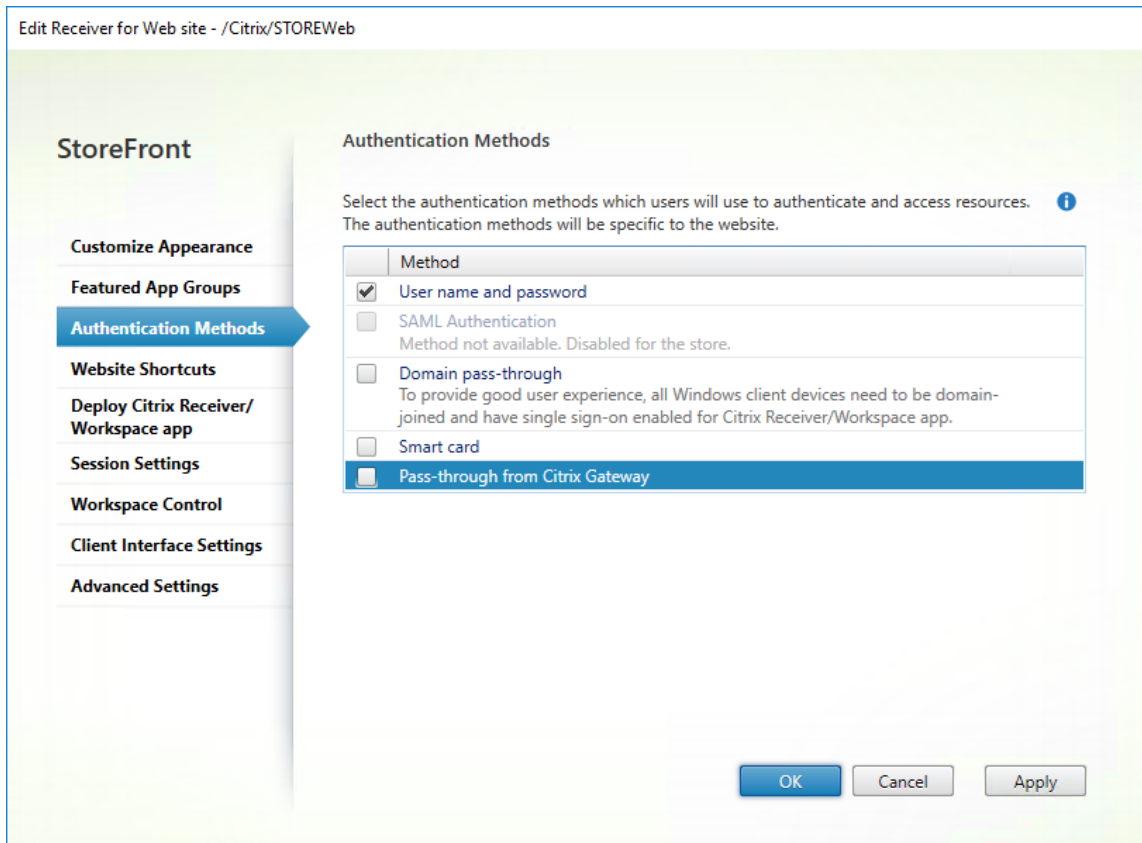 Edit Receiver for Web site - /Citrix/STOREWeb
StoreFront
Customize Appearance
Featured App Groups
Authentication Methods
Website Shortcuts
Deploy Citrix Receiver/
Workspace app
Session Settings
Workspace Control
Client Interface Settings
Advanced Settings
Authentication Methods
Select the authentication methods which users will use to authenticate and access resources.
The authentication methods will be specific to the website.
Method
User name and password
SAML Authentication
Method not available. Disabled for the store.
Domain pass-through
To provide good user experience, all Windows client devices need to be domain-
joined and have single sign-on enabled for Citrix Receiver/Workspace app.
Smart card
Pass-through from Citrix Gateway
OK
Cancel
Apply